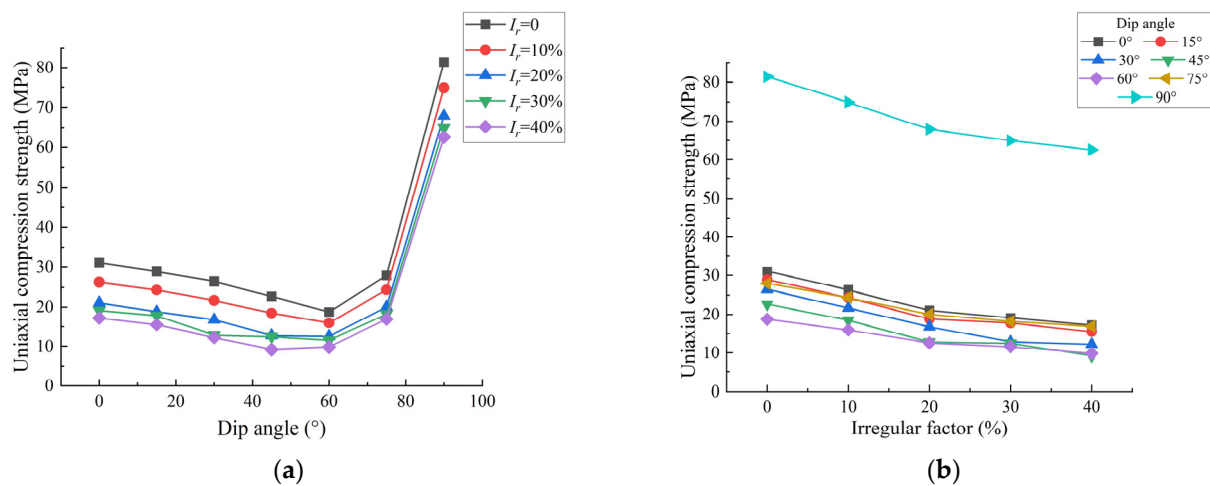 Uniaxial compression strength (MPa)
80
70
60
50
40
30
20
10
0
0 20 40 60 80 100
Dip angle (°)
I_r=0
I_r=10%
I_r=20%
I_r=30%
I_r=40%
(a)
Uniaxial compression strength (MPa)
80
70
60
50
40
30
20
10
0
0 10 20 30 40
Irregular factor (%)
Dip angle
0° 15°
30° 45°
60° 75°
90°
(b)